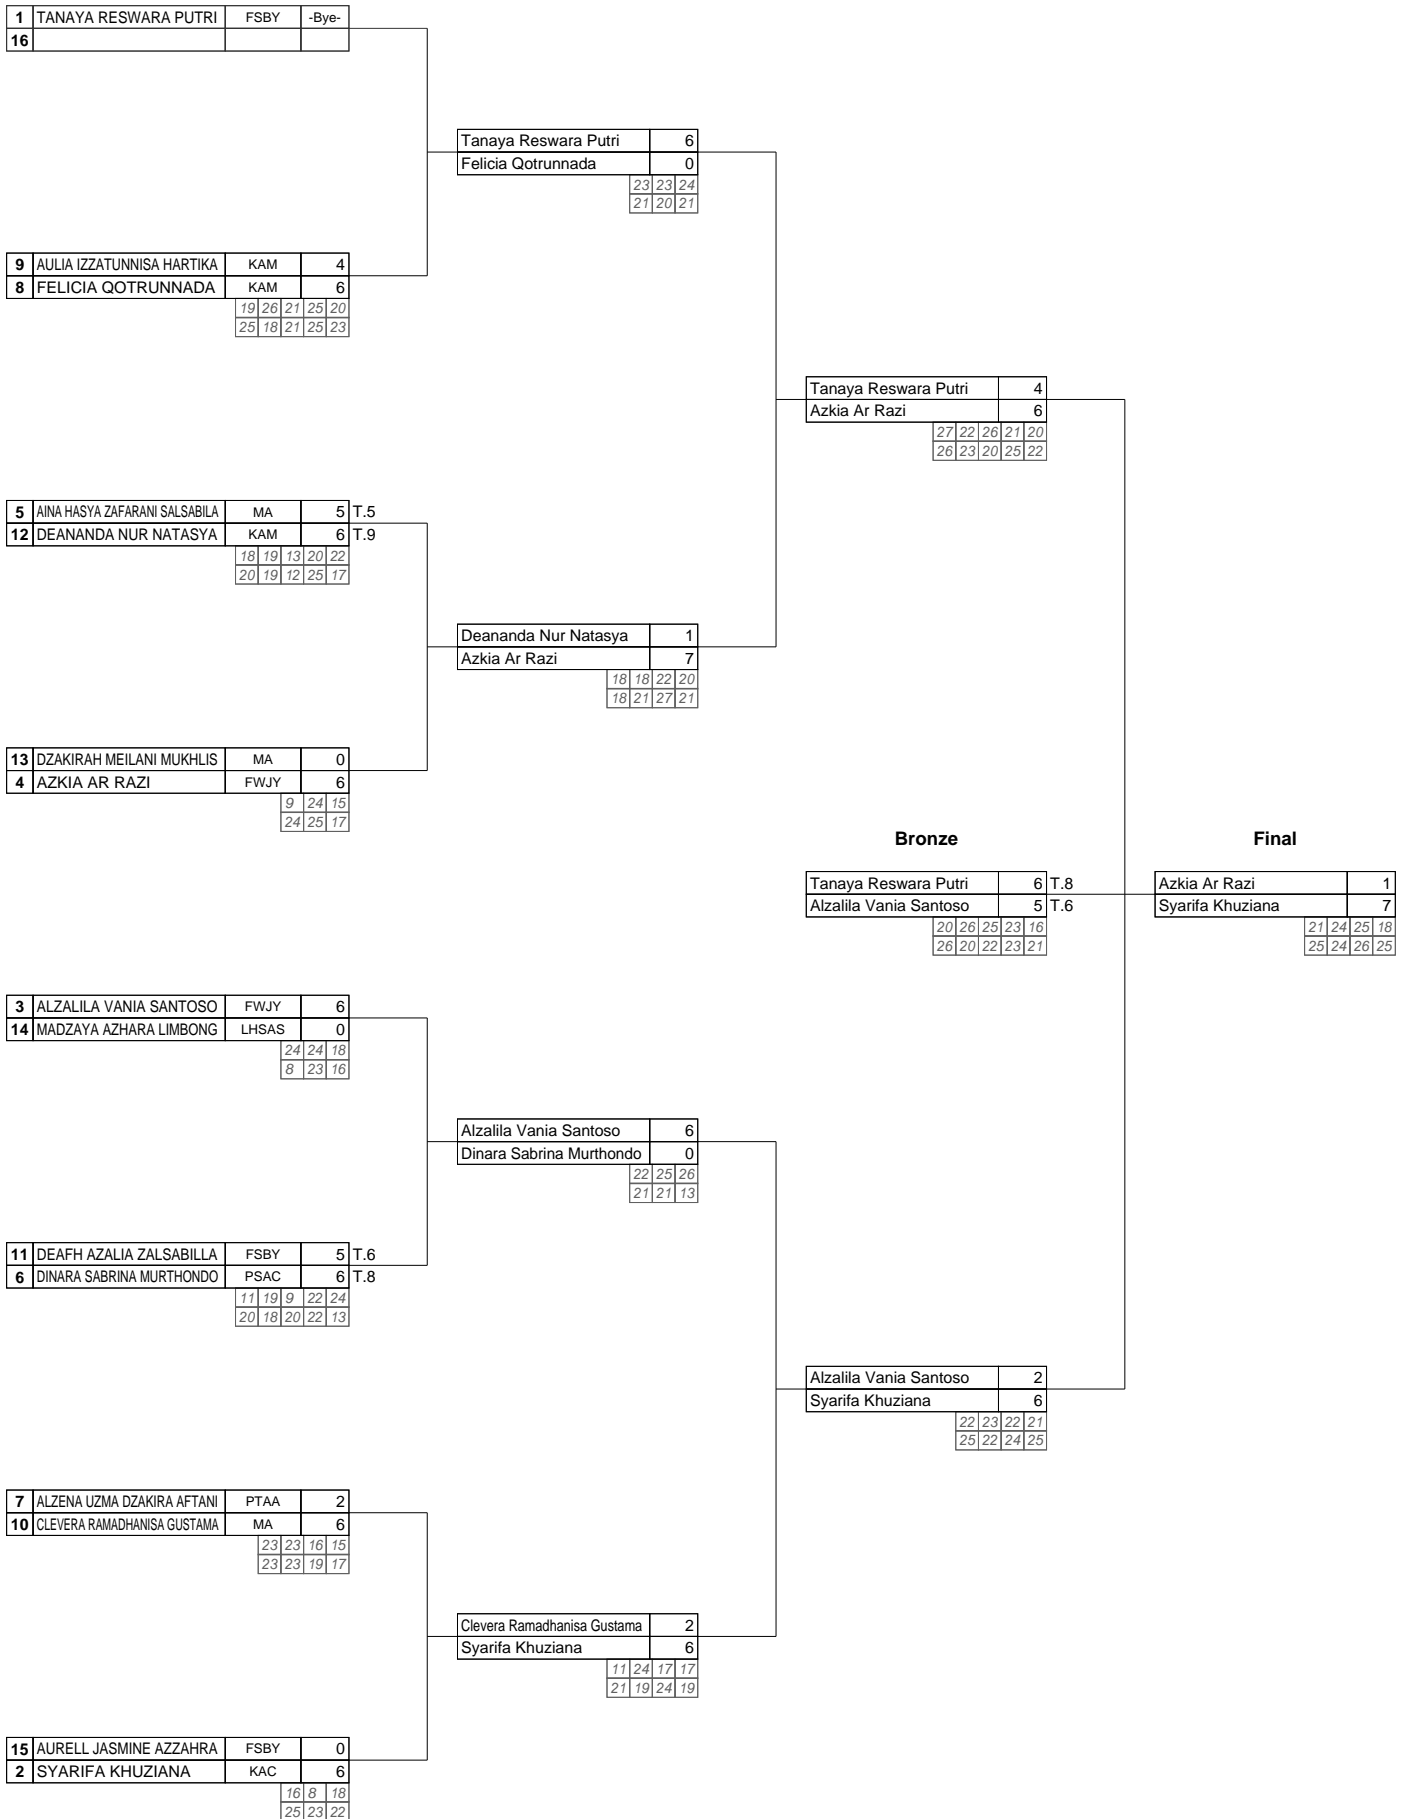 1 TANAYA RESWARA PUTRI FSBY -Bye-
16
Tanaya Reswara Putri 6
Felicia Qotrunnada 0
23 23 24
21 20 21
9 AULIA IZZATUNNISA HARTIKA KAM 4
8 FELICIA QOTRUNNADA KAM 6
19 26 21 25 20
25 18 21 25 23
Tanaya Reswara Putri 4
Azkia Ar Razi 6
27 22 26 21 20
26 23 20 25 22
5 AINA HASYA ZAFARANI SALSABILA MA 5 T.5
12 DEANANDA NUR NATASYA KAM 6 T.9
18 19 13 20 22
20 19 12 25 17
Deananda Nur Natasya 1
Azkia Ar Razi 7
18 18 22 20
18 21 27 21
13 DZAKIRAH MEILANI MUKHLIS MA 0
4 AZKIA AR RAZI FWJY 6
9 24 15
24 25 17
Bronze Final
Tanaya Reswara Putri 6 T.8 Azkia Ar Razi 1
Alzalila Vania Santoso 5 T.6 Syarifa Khuziana 7
20 26 25 23 16 21 24 25 18
26 20 22 23 21 25 24 26 25
3 ALZALILA VANIA SANTOSO FWJY 6
14 MADZAYA AZHARA LIMBONG LHSAS 0
24 24 18
8 23 16
Alzalila Vania Santoso 6
Dinara Sabrina Murthondo 0
22 25 26
21 21 13
11 DEAFH AZALIA ZALSABILLA FSBY 5 T.6
6 DINARA SABRINA MURTHONDO PSAC 6 T.8
11 19 9 22 24
20 18 20 22 13
Alzalila Vania Santoso 2
Syarifa Khuziana 6
22 23 22 21
25 22 24 25
7 ALZENA UZMA DZAKIRA AFTANI PTAA 2
10 CLEVERA RAMADHANISA GUSTAMA MA 6
23 23 16 15
23 23 19 17
Clevera Ramadhanisa Gustama 2
Syarifa Khuziana 6
11 24 17 17
21 19 24 19
15 AURELL JASMINE AZZAHRA FSBY 0
2 SYARIFA KHUZIANA KAC 6
16 8 18
25 23 22